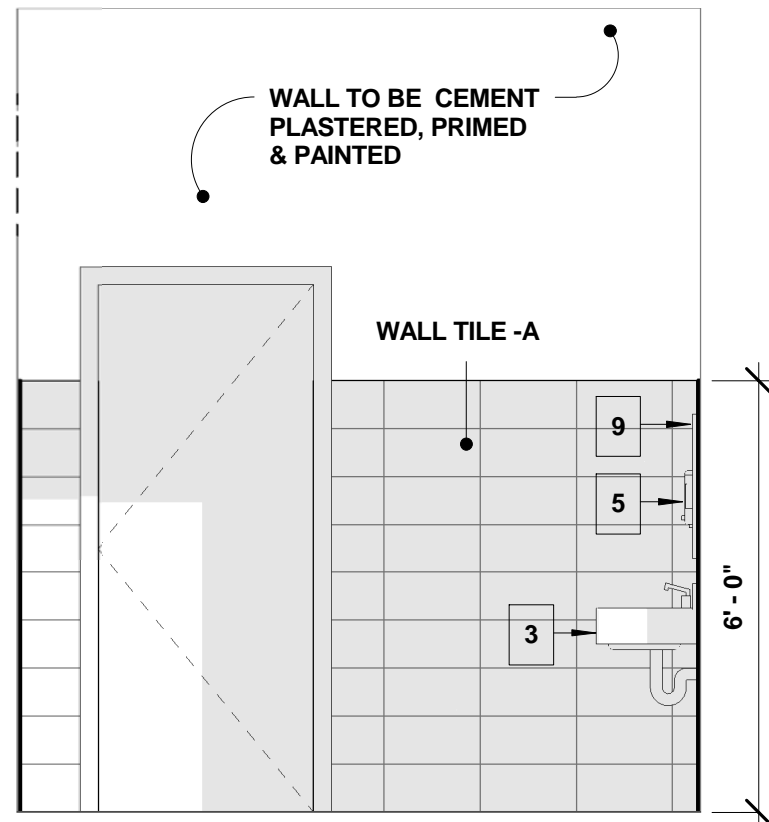 WALL TO BE CEMENT
PLASTERED, PRIMED
& PAINTED
WALL TILE -A
9
5
3
6' - 0"